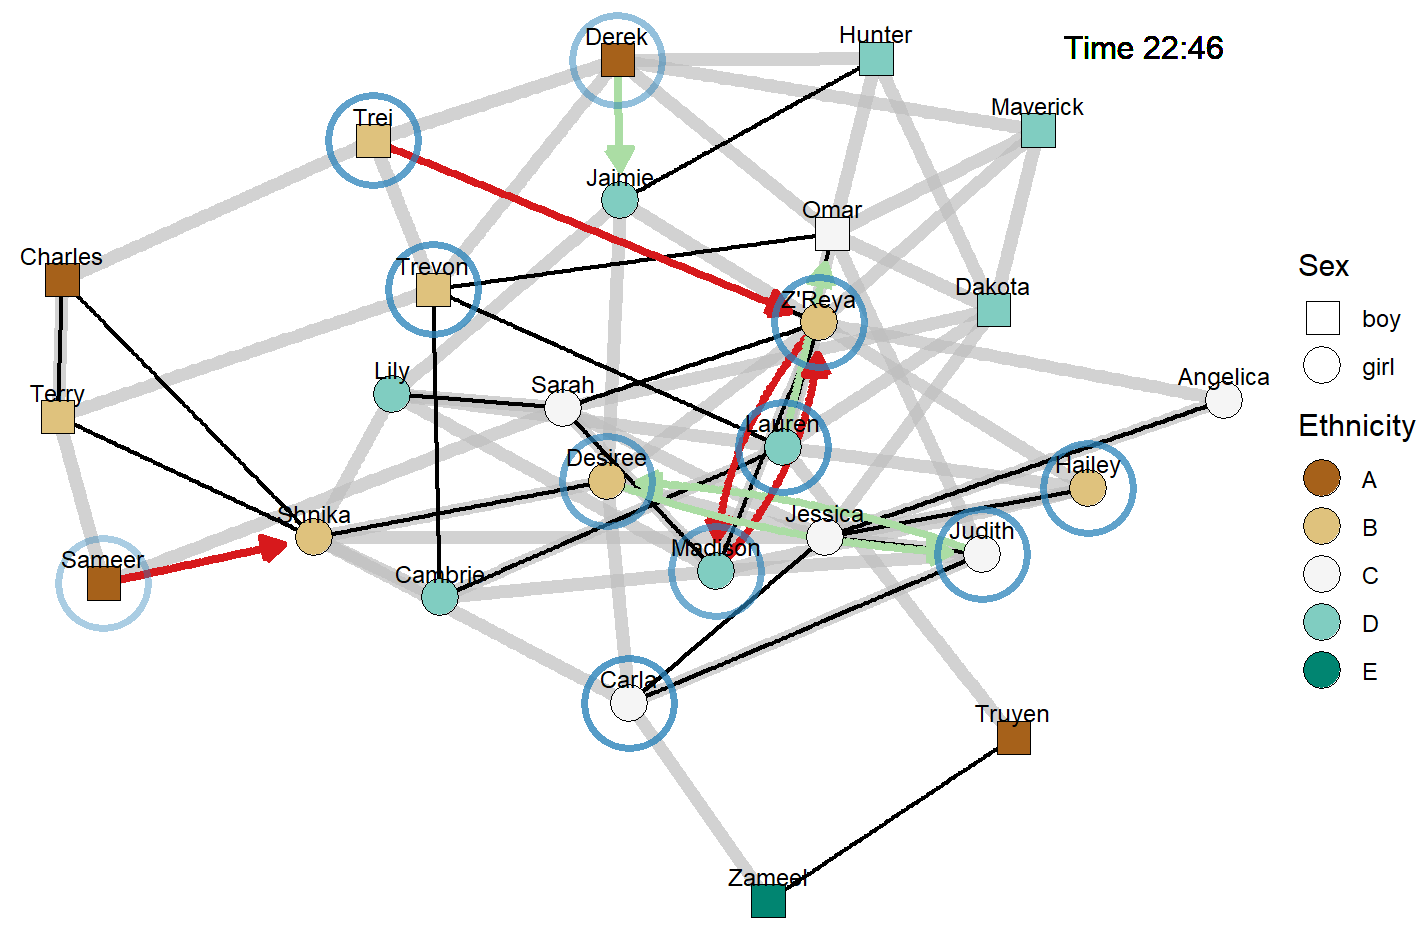 Derek
Hunter
Time 22:46
Maverick
Trei
Jaimie
Omar
Charles
Trevon
Z'Reya
Dakota
Sex
boy
girl
Lily
Sarah
Angelica
Terry
Lauren
Ethnicity
Desiree
Hailey
A
Shnika
Jessica
Judith
B
Sameer
Madison
Cambrie
C
D
Carla
E
Truyen
Zameel